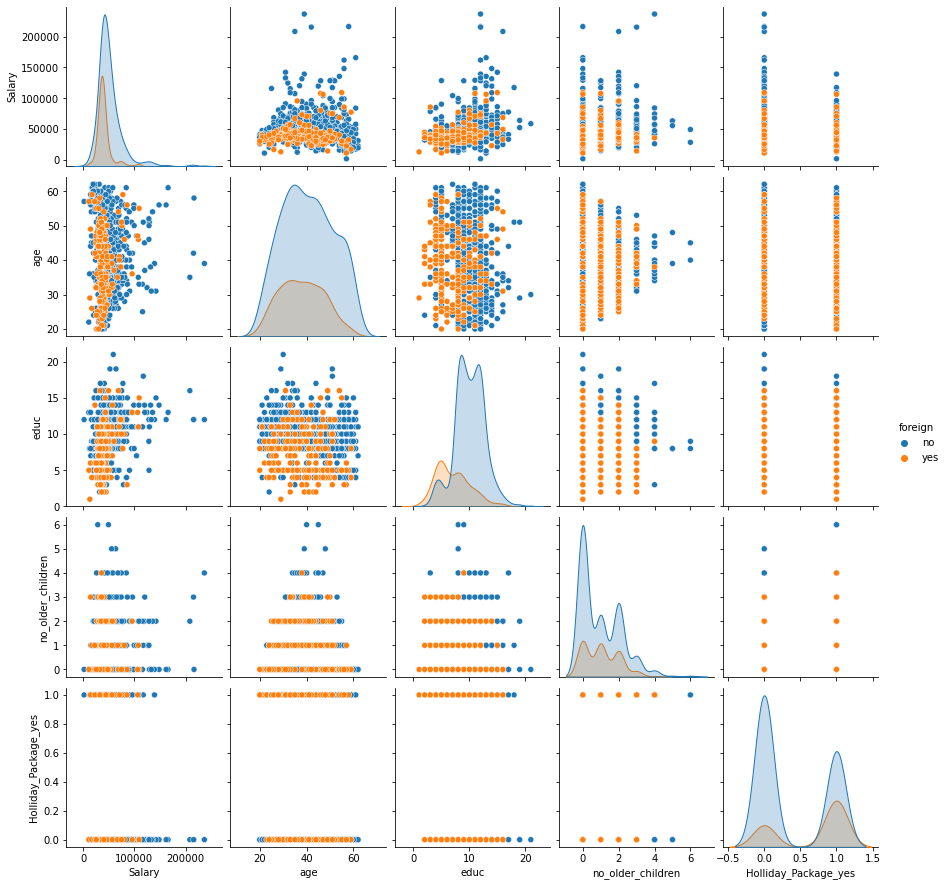 200000
150000
100000
50000
0
Salary
60
50
40
30
20
age
20
15
10
5
0
educ
foreign
no
yes
6
5
4
3
2
1
0
no_older_children
1.0
0.8
0.6
0.4
0.2
0.0
Holliday_Package_yes
0 100000 200000
Salary
20 40 60
age
0 10 20
educ
0 2 4 6
no_older_children
−0.5 0.0 0.5 1.0 1.5
Holliday_Package_yes